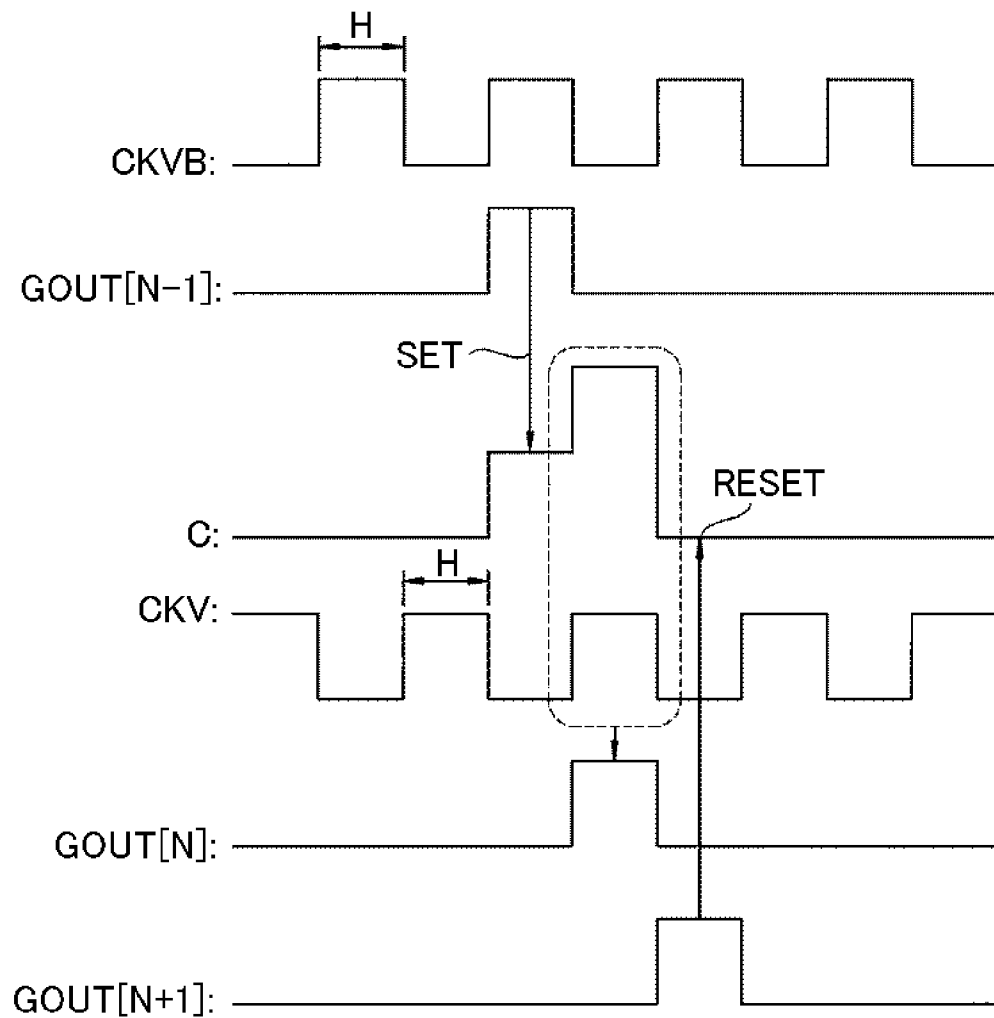 H
CKVB:
GOUT[N-1]:
SET
RESET
C:
H
CKV:
GOUT[N]:
GOUT[N+1]: